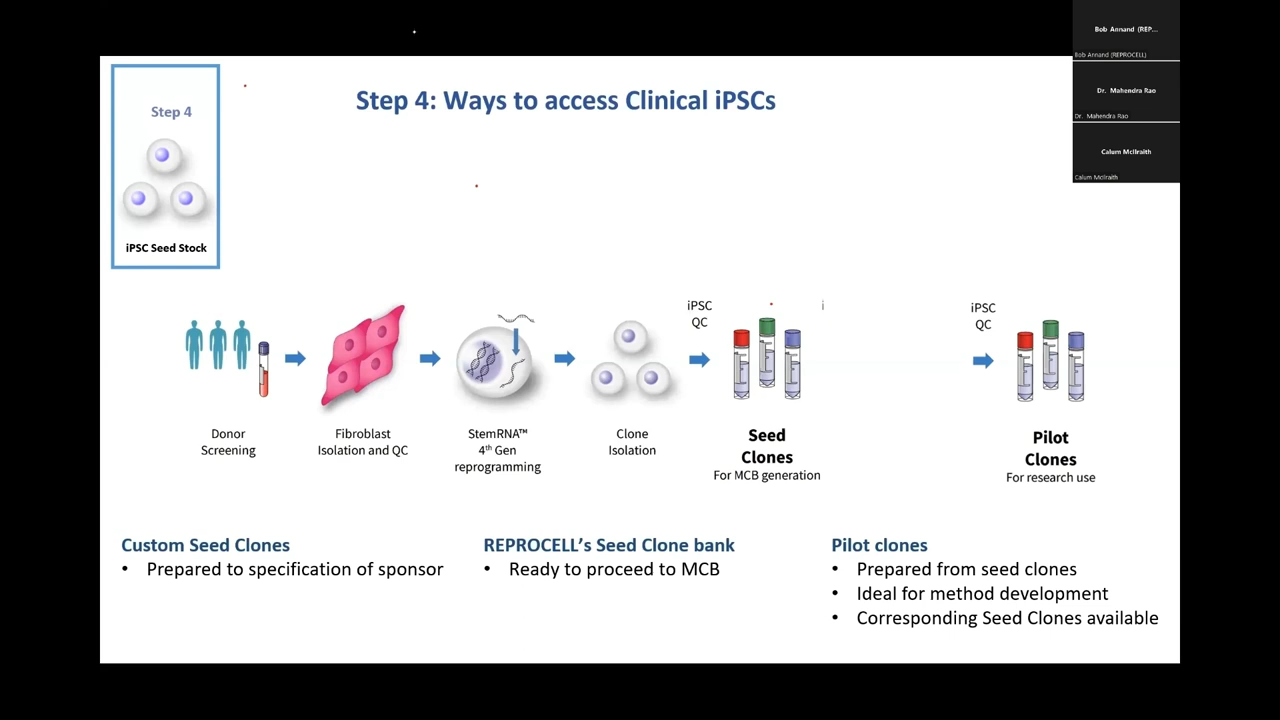 Bob Annand (REP...
Bob Annand (REPROCELL)
Dr. Mahendra Rao
Dr. Mahendra Rao
Calum McIlraith
Calum McIlraith
Step 4: Ways to access Clinical iPSCs
Step 4
iPSC Seed Stock
iPSC
QC
i
iPSC
QC
Donor
Screening
Fibroblast
Isolation and QC
StemRNA™
4th Gen
reprogramming
Clone
Isolation
Seed
Clones
For MCB generation
Pilot
Clones
For research use
Custom Seed Clones
• Prepared to specification of sponsor
REPROCELL’s Seed Clone bank
• Ready to proceed to MCB
Pilot clones
• Prepared from seed clones
• Ideal for method development
• Corresponding Seed Clones available